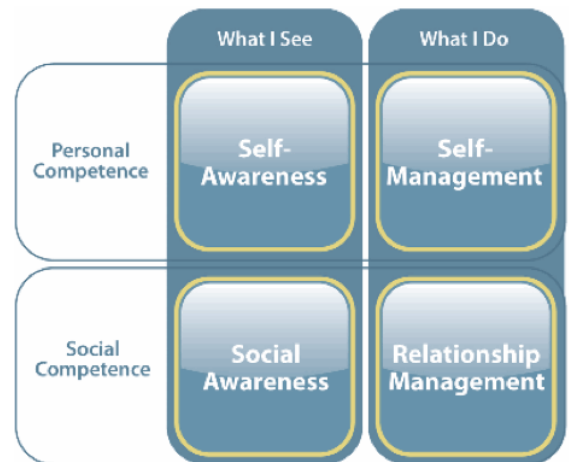 What I See
What I Do
Personal
Competence
Self-
Awareness
Self-
Management
Social
Competence
Social
Awareness
Relationship
Management